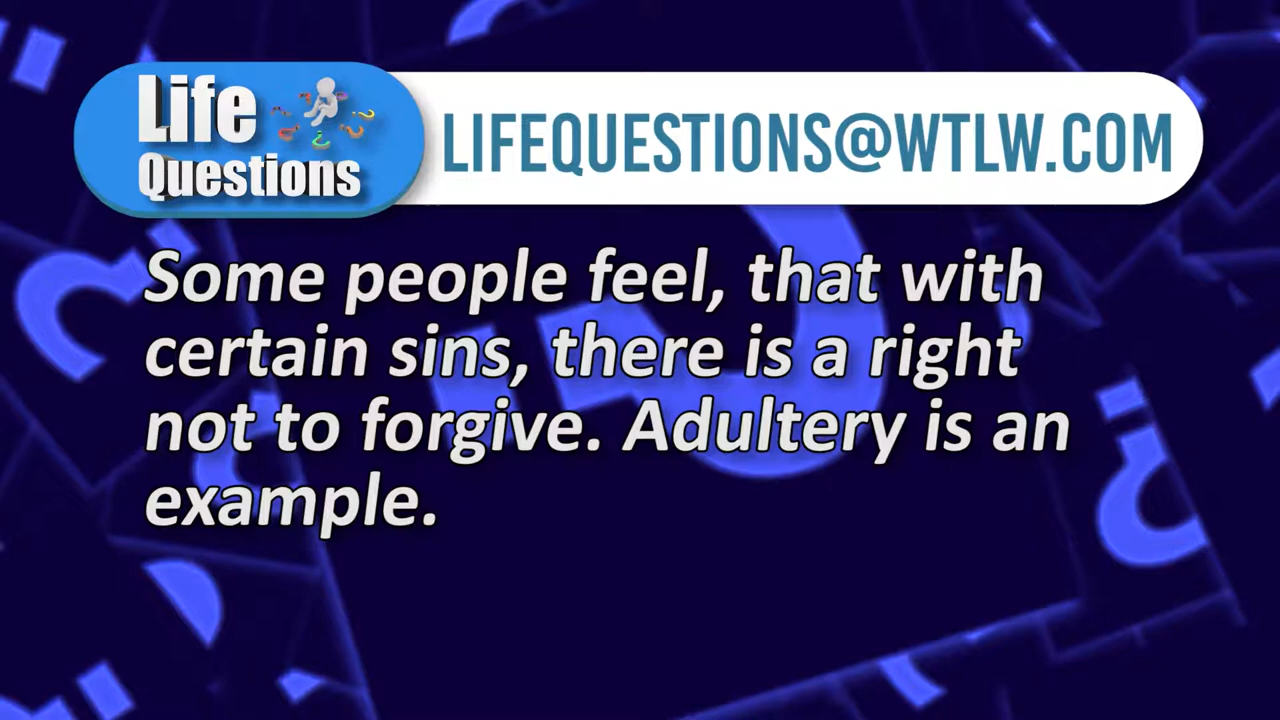 Life
Questions
LIFEQUESTIONS@WTLW.COM
Some people feel, that with
certain sins, there is a right
not to forgive. Adultery is an
example.